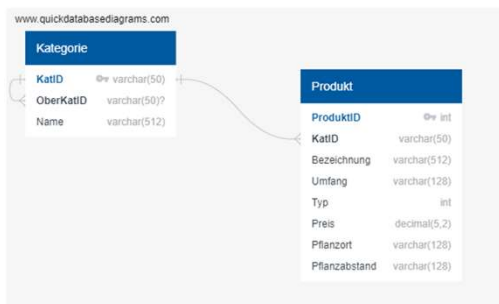 www.quickdatabasediagrams.com
Kategorie
KatID varchar(50)
OberKatID varchar(50)?
Name varchar(512)
Produkt
ProduktID int
KatID varchar(50)
Bezeichnung varchar(512)
Umfang varchar(128)
Typ int
Preis decimal(5,2)
Pflanzort varchar(128)
Pflanzabstand varchar(128)